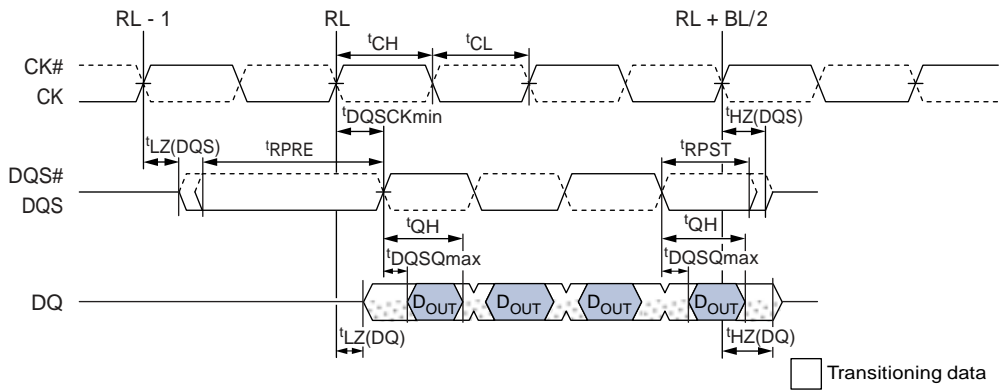 RL - 1 RL RL + BL/2
tCH tCL
CK#
CK
tDQSCKmin tHZ(DQS)
tLZ(DQS) tRPRE tRPST
DQS#
DQS
tQH tQH
tDQSQmax tDQSQmax
DQ DOUT DOUT DOUT DOUT
tLZ(DQ) tHZ(DQ)
Transitioning data